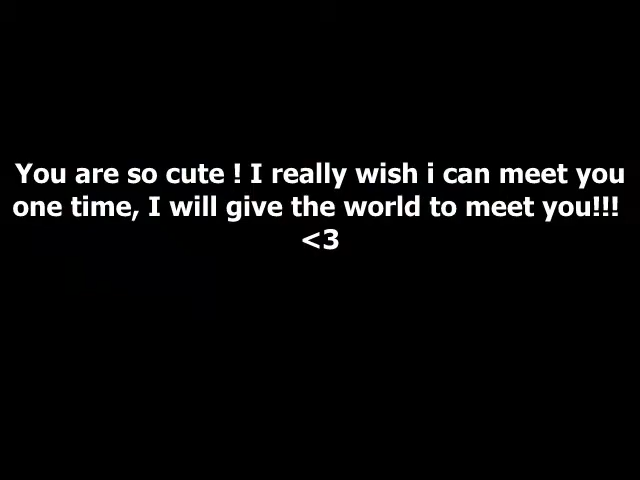 You are so cute ! I really wish i can meet you
one time, I will give the world to meet you!!!
<3